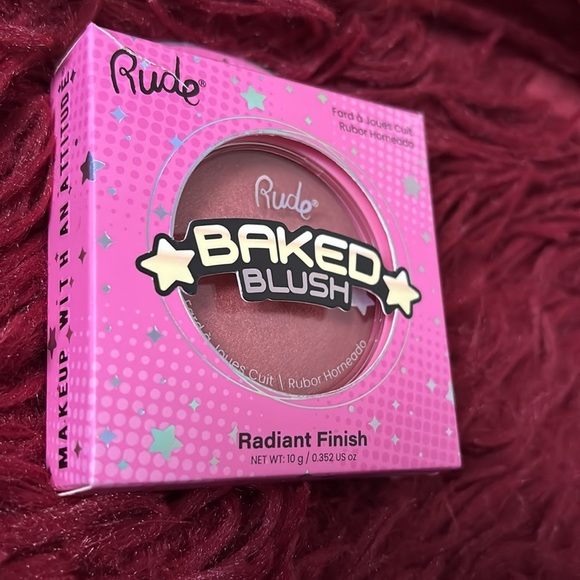 Rude®
Fard à Joues Cuit
Rubor Horneado
Rude®
BAKED
BLUSH
Fard à Joues Cuit | Rubor Horneado
Radiant Finish
NET WT: 10 g / 0.352 US oz
MAKEUP WITH AN ATTITUDE